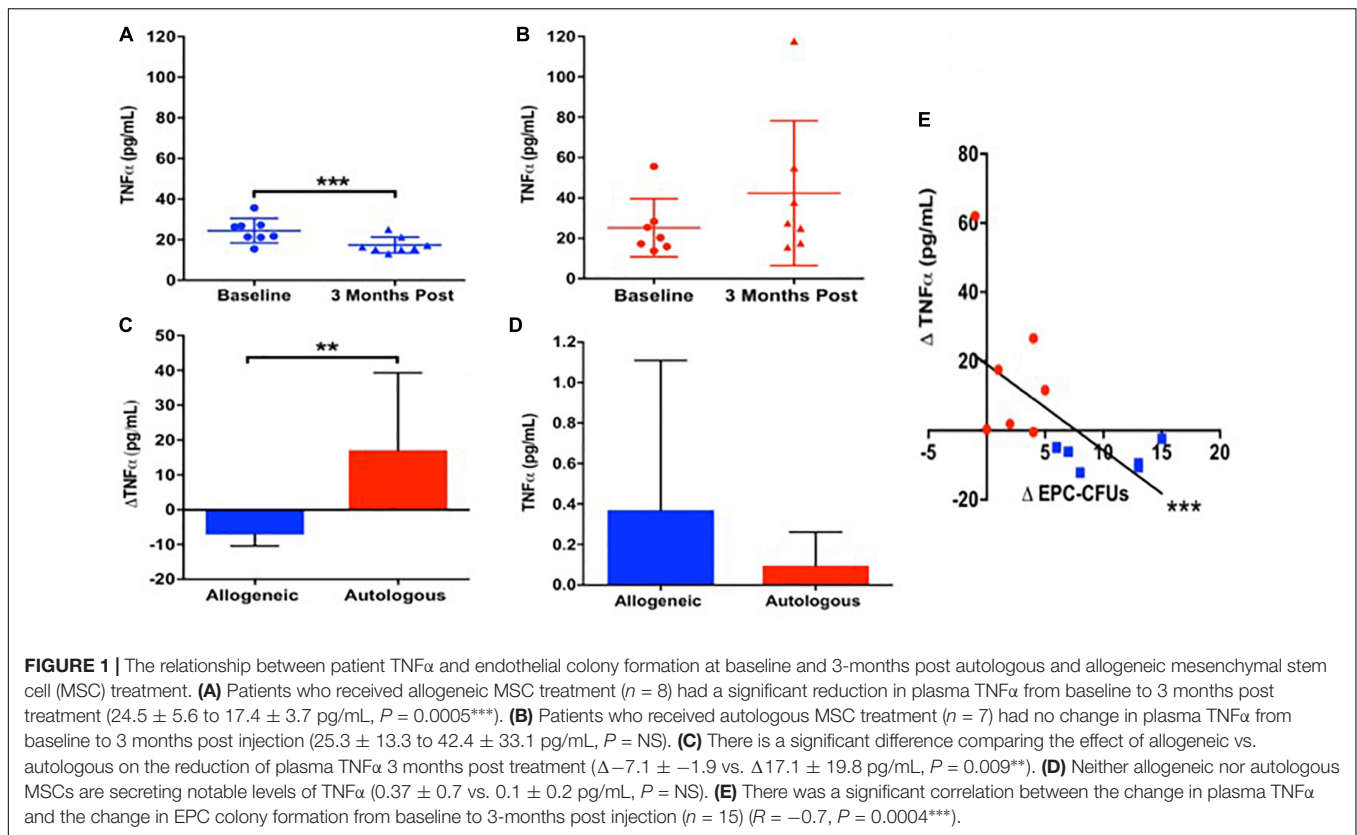 A
120
100
80
60
40
20
0
TNFα (pg/mL)
***
Baseline
3 Months Post
B
120
100
80
60
40
20
0
TNFα (pg/mL)
Baseline
3 Months Post
C
50
40
30
20
10
0
-10
-20
ΔTNFα (pg/mL)
**
Allogeneic
Autologous
D
1.2
1.0
0.8
0.6
0.4
0.2
0.0
TNFα (pg/mL)
Allogeneic
Autologous
E
80
60
40
20
-20
Δ TNFα (pg/mL)
-5
5
10
15
20
Δ EPC-CFUs
***
FIGURE 1 | The relationship between patient TNFα and endothelial colony formation at baseline and 3-months post autologous and allogeneic mesenchymal stem
cell (MSC) treatment. (A) Patients who received allogeneic MSC treatment (n = 8) had a significant reduction in plasma TNFα from baseline to 3 months post
treatment (24.5 ± 5.6 to 17.4 ± 3.7 pg/mL, P = 0.0005***). (B) Patients who received autologous MSC treatment (n = 7) had no change in plasma TNFα from
baseline to 3 months post injection (25.3 ± 13.3 to 42.4 ± 33.1 pg/mL, P = NS). (C) There is a significant difference comparing the effect of allogeneic vs.
autologous on the reduction of plasma TNFα 3 months post treatment (Δ−7.1 ± −1.9 vs. Δ17.1 ± 19.8 pg/mL, P = 0.009**). (D) Neither allogeneic nor autologous
MSCs are secreting notable levels of TNFα (0.37 ± 0.7 vs. 0.1 ± 0.2 pg/mL, P = NS). (E) There was a significant correlation between the change in plasma TNFα
and the change in EPC colony formation from baseline to 3-months post injection (n = 15) (R = −0.7, P = 0.0004***).